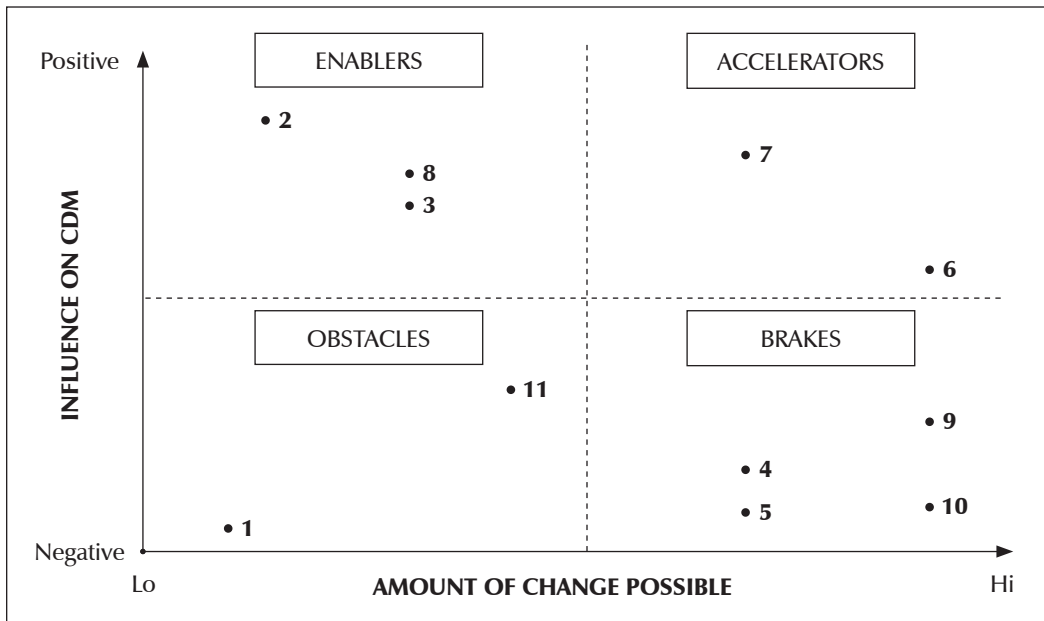 Positive
ENABLERS
ACCELERATORS
2
7
8
3
6
INFLUENCE ON CDM
OBSTACLES
BRAKES
11
9
4
5
10
1
Negative
Lo
AMOUNT OF CHANGE POSSIBLE
Hi